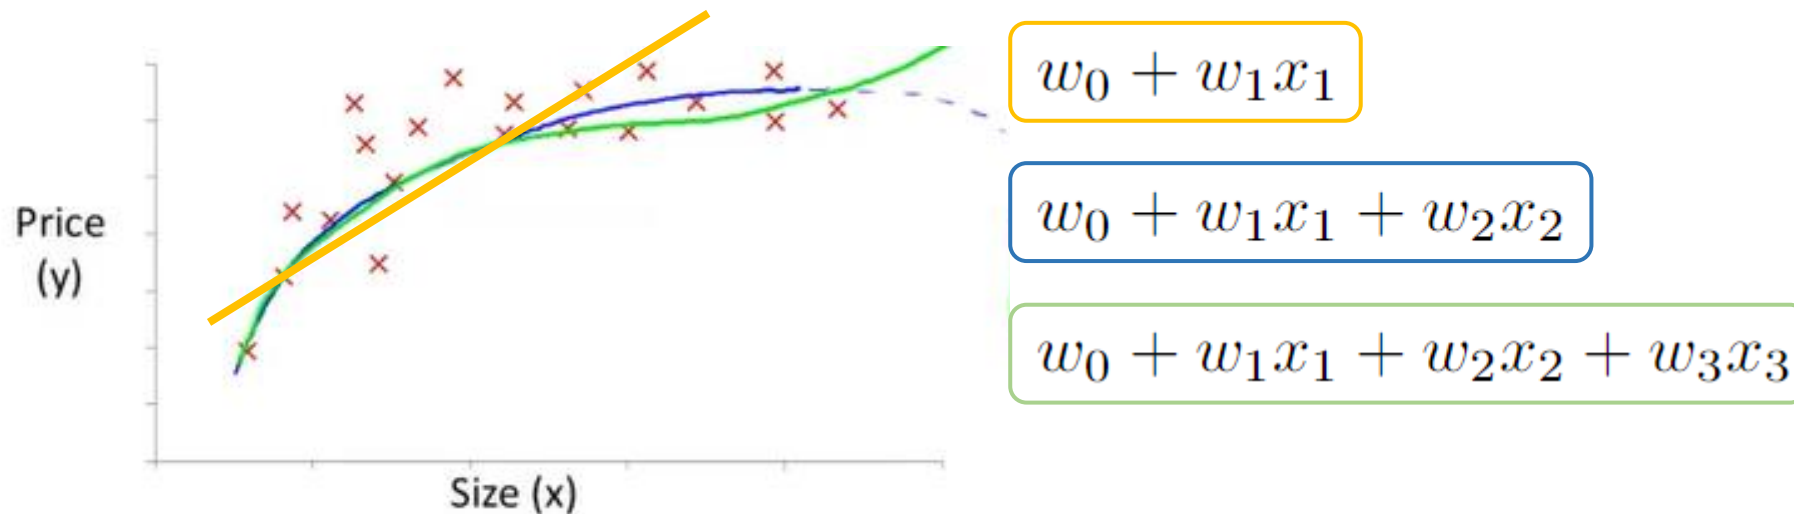 Price
(y)
Size (x)
w₀ + w₁x₁
w₀ + w₁x₁ + w₂x₂
w₀ + w₁x₁ + w₂x₂ + w₃x₃